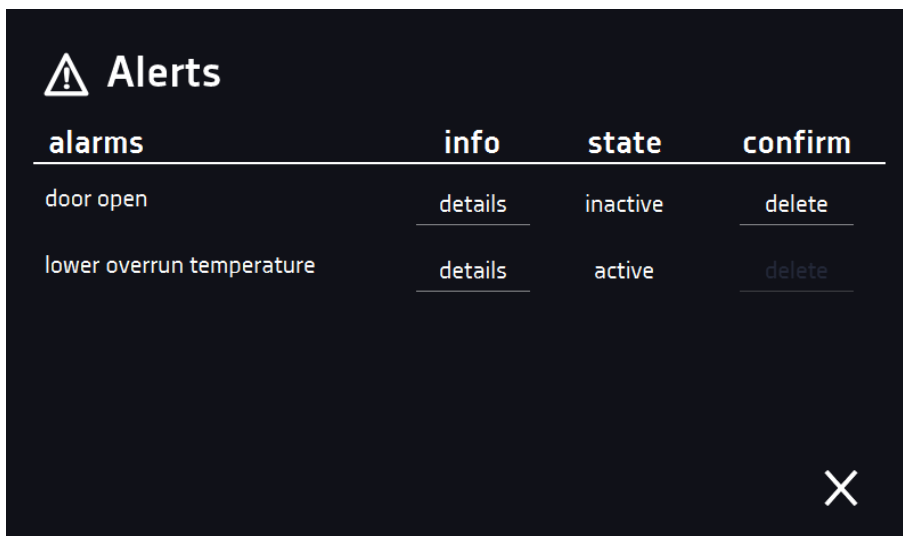 Alerts
alarms info state confirm
door open details inactive delete
lower overrun temperature details active delete